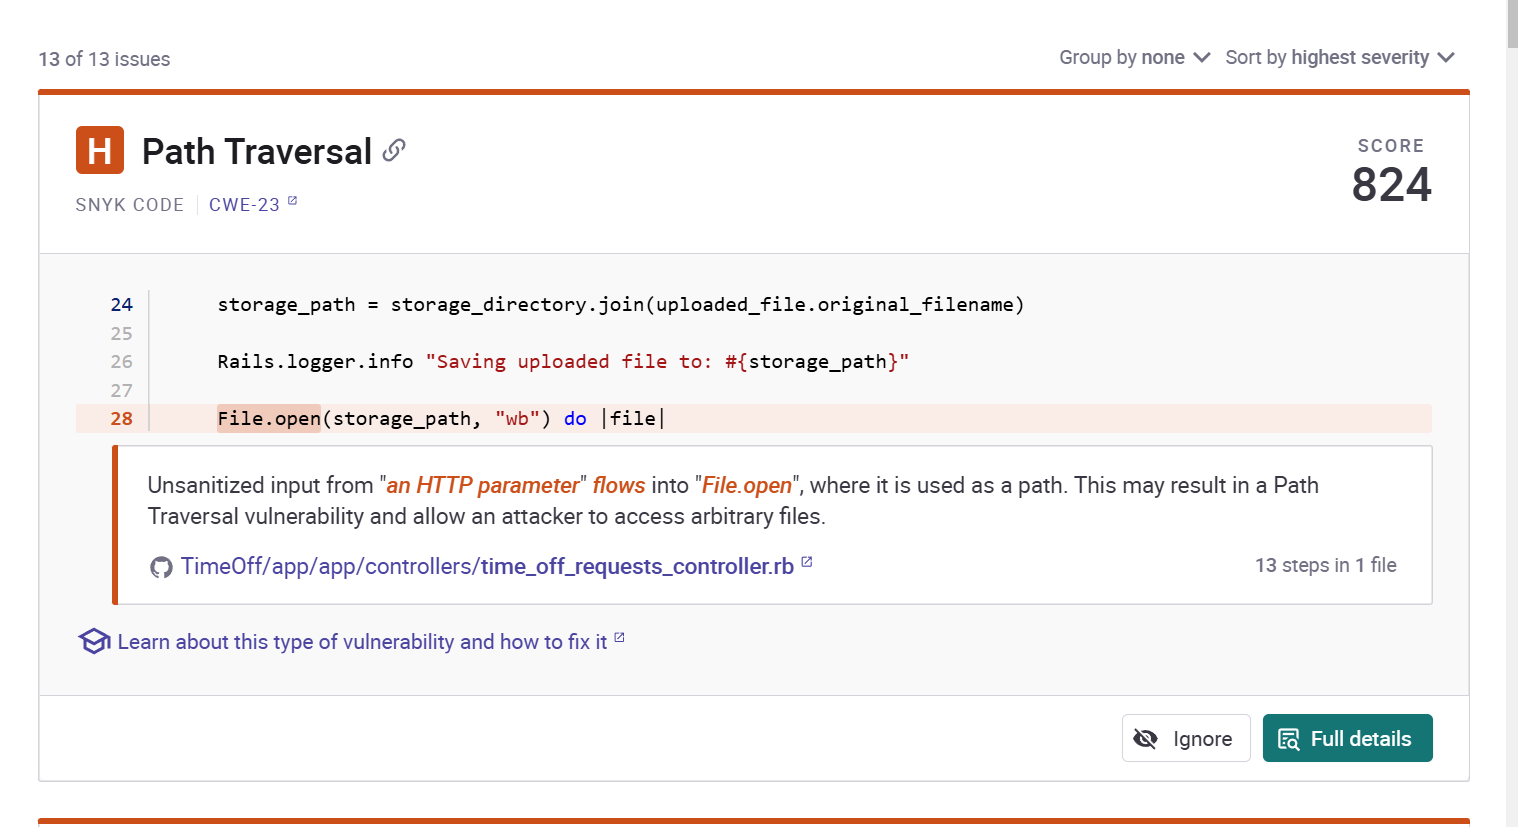 13 of 13 issues
Group by none Sort by highest severity
H Path Traversal
SCORE
824
SNYK CODE CWE-23
24 storage_path = storage_directory.join(uploaded_file.original_filename)
25
26 Rails.logger.info "Saving uploaded file to: #{storage_path}"
27
28 File.open(storage_path, "wb") do |file|
Unsanitized input from "an HTTP parameter" flows into "File.open", where it is used as a path. This may result in a Path
Traversal vulnerability and allow an attacker to access arbitrary files.
TimeOff/app/app/controllers/time_off_requests_controller.rb 13 steps in 1 file
Learn about this type of vulnerability and how to fix it
Ignore Full details